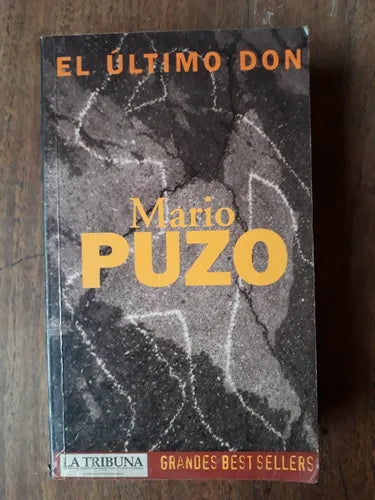 EL ÚLTIMO DON
Mario
PUZO
LA TRIBUNA
GRANDES BEST SELLERS